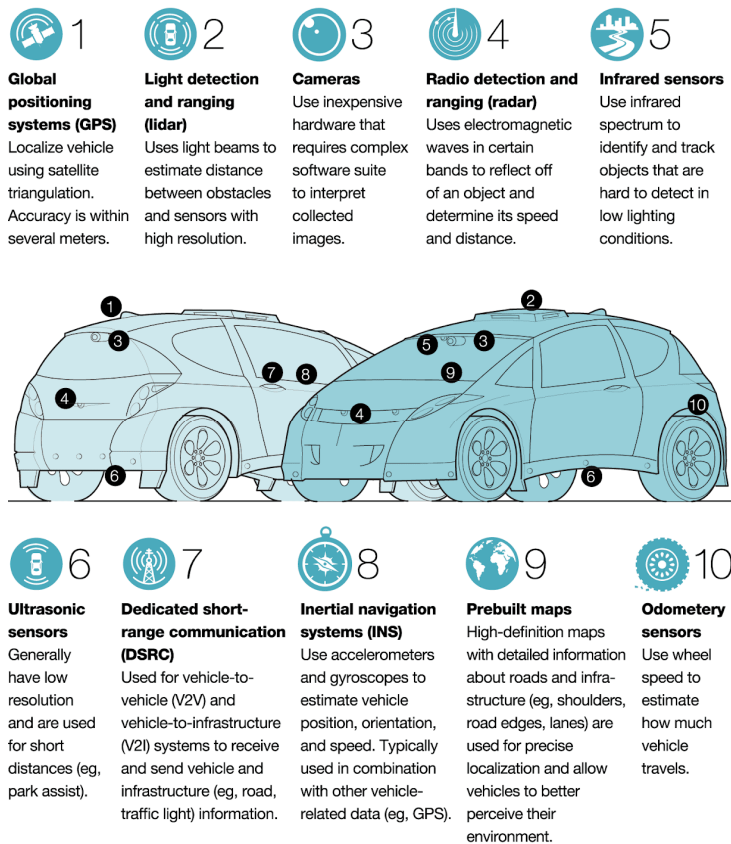 1
Global
positioning
systems (GPS)
Localize vehicle
using satellite
triangulation.
Accuracy is within
several meters.
2
Light detection
and ranging
(lidar)
Uses light beams to
estimate distance
between obstacles
and sensors with
high resolution.
3
Cameras
Use inexpensive
hardware that
requires complex
software suite
to interpret
collected
images.
4
Radio detection and
ranging (radar)
Uses electromagnetic
waves in certain
bands to reflect off
of an object and
determine its speed
and distance.
5
Infrared sensors
Use infrared
spectrum to
identify and track
objects that are
hard to detect in
low lighting
conditions.
1
3
4
7
8
6
2
5
3
9
4
10
6
6
Ultrasonic
sensors
Generally
have low
resolution
and are used
for short
distances (eg,
park assist).
7
Dedicated short-
range communication
(DSRC)
Used for vehicle-to-
vehicle (V2V) and
vehicle-to-infrastructure
(V2I) systems to receive
and send vehicle and
infrastructure (eg, road,
traffic light) information.
8
Inertial navigation
systems (INS)
Use accelerometers
and gyroscopes to
estimate vehicle
position, orientation,
and speed. Typically
used in combination
with other vehicle-
related data (eg, GPS).
9
Prebuilt maps
High-definition maps
with detailed information
about roads and infra-
structure (eg, shoulders,
road edges, lanes) are
used for precise
localization and allow
vehicles to better
perceive their
environment.
10
Odometery
sensors
Use wheel
speed to
estimate
how much
vehicle
travels.